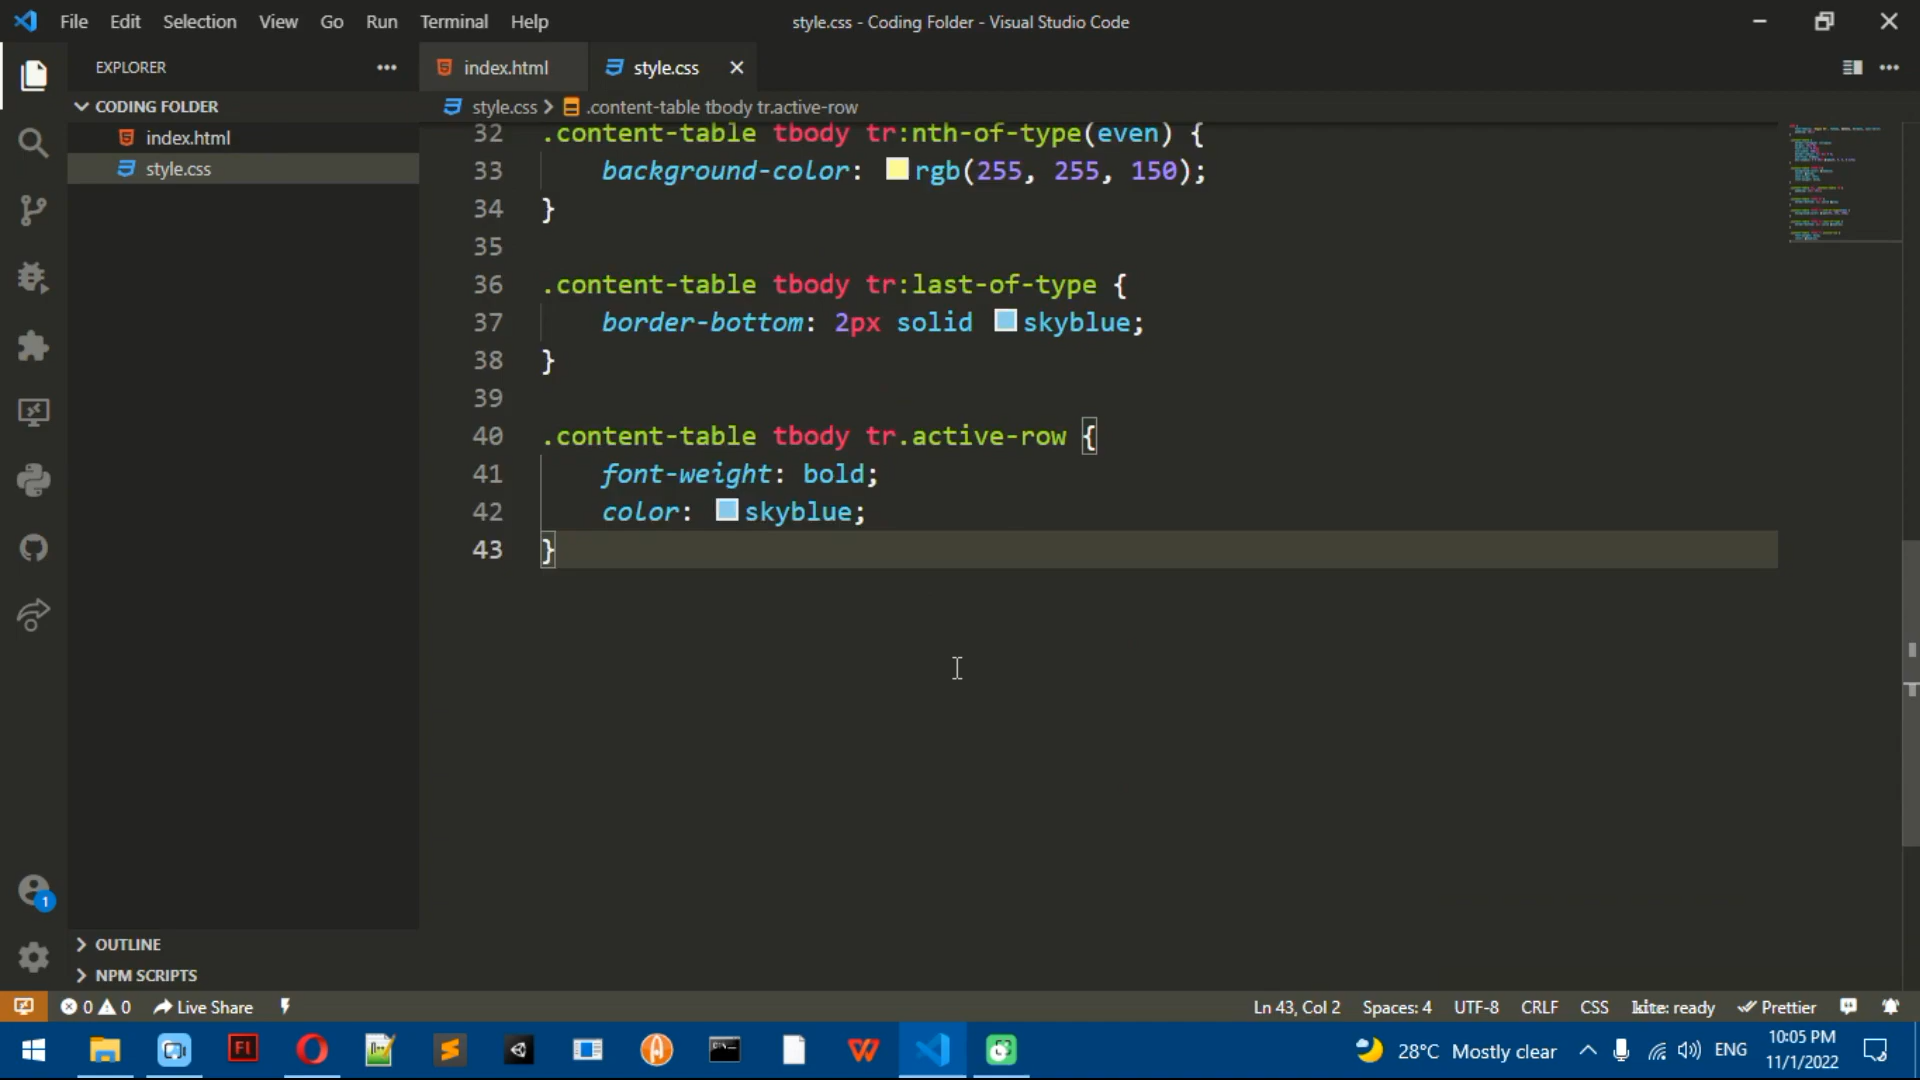 File Edit Selection View Go Run Terminal Help
style.css - Coding Folder - Visual Studio Code
EXPLORER
index.html
style.css
CODING FOLDER
index.html
style.css
style.css > .content-table tbody tr.active-row
32 .content-table tbody tr:nth-of-type(even) {
33 background-color: rgb(255, 255, 150);
34 }
35
36 .content-table tbody tr:last-of-type {
37 border-bottom: 2px solid skyblue;
38 }
39
40 .content-table tbody tr.active-row {
41 font-weight: bold;
42 color: skyblue;
43 }
1
OUTLINE
NPM SCRIPTS
0 0 Live Share
Ln 43, Col 2 Spaces: 4 UTF-8 CRLF CSS kite: ready Prettier
28°C Mostly clear ENG
10:05 PM
11/1/2022